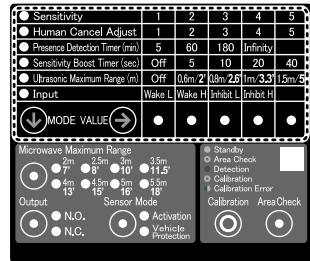 Sensitivity 1 2 3 4 5
Human Cancel Adjust 1 2 3 4 5
Presence Detection Timer (min) 5 60 180 Infinity
Sensitivity Boost Timer (sec) Off 5 10 20 40
Ultrasonic Maximum Range (m) Off 0.6m/2' 0.8m/2.6' 1m/3.3' 1.5m/5'
Input Wake L Wake H Inhibit L Inhibit H
MODE VALUE
Microwave Maximum Range
2m 2.5m 3m 3.5m
7' 8' 10' 11.5'
4m 4.5m 5m 5.5m
13' 15' 16' 18'
Output Sensor Mode
N.O. Activation
N.C. Vehicle Protection
Standby
Area Check
Detection
Calibration
Calibration Error
Calibration Area Check